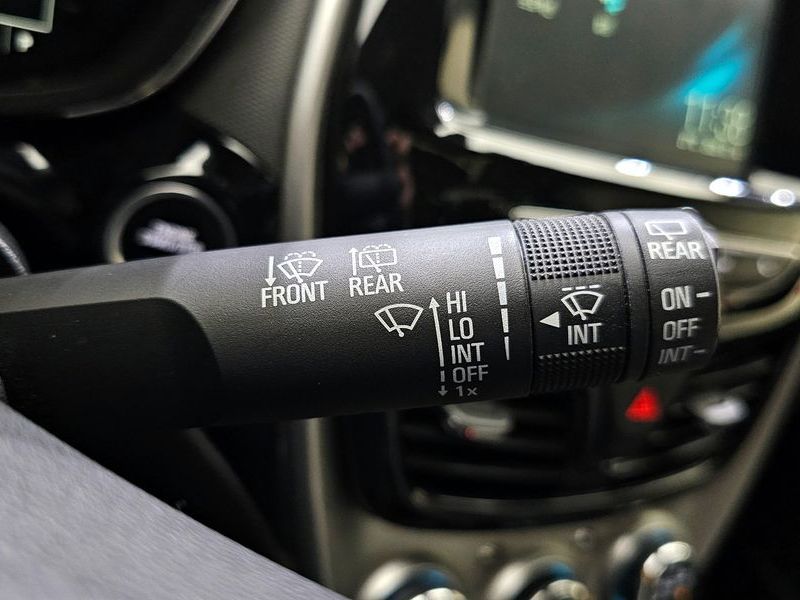 FRONT
REAR
HI
LO
INT
OFF
1x
INT
REAR
ON
OFF
INT